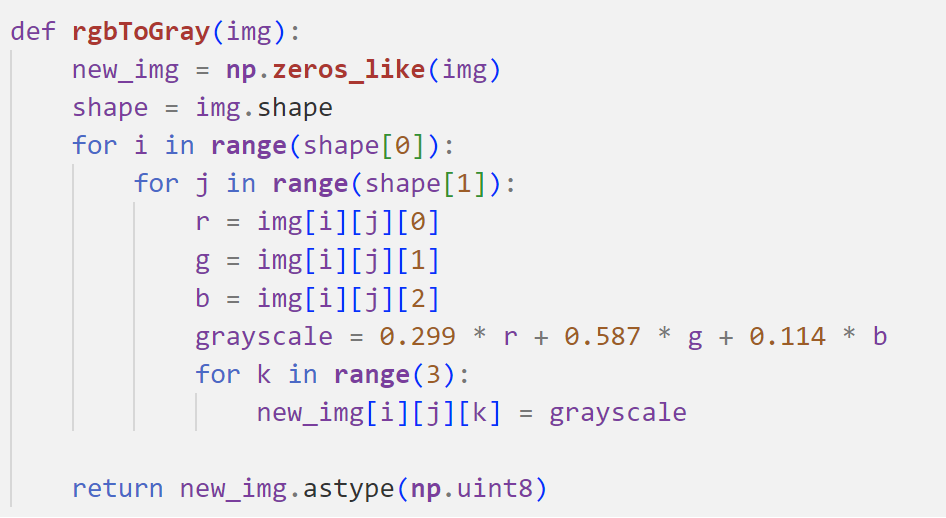 def rgbToGray(img):
    new_img = np.zeros_like(img)
    shape = img.shape
    for i in range(shape[0]):
        for j in range(shape[1]):
            r = img[i][j][0]
            g = img[i][j][1]
            b = img[i][j][2]
            grayscale = 0.299 * r + 0.587 * g + 0.114 * b
            for k in range(3):
                new_img[i][j][k] = grayscale

    return new_img.astype(np.uint8)